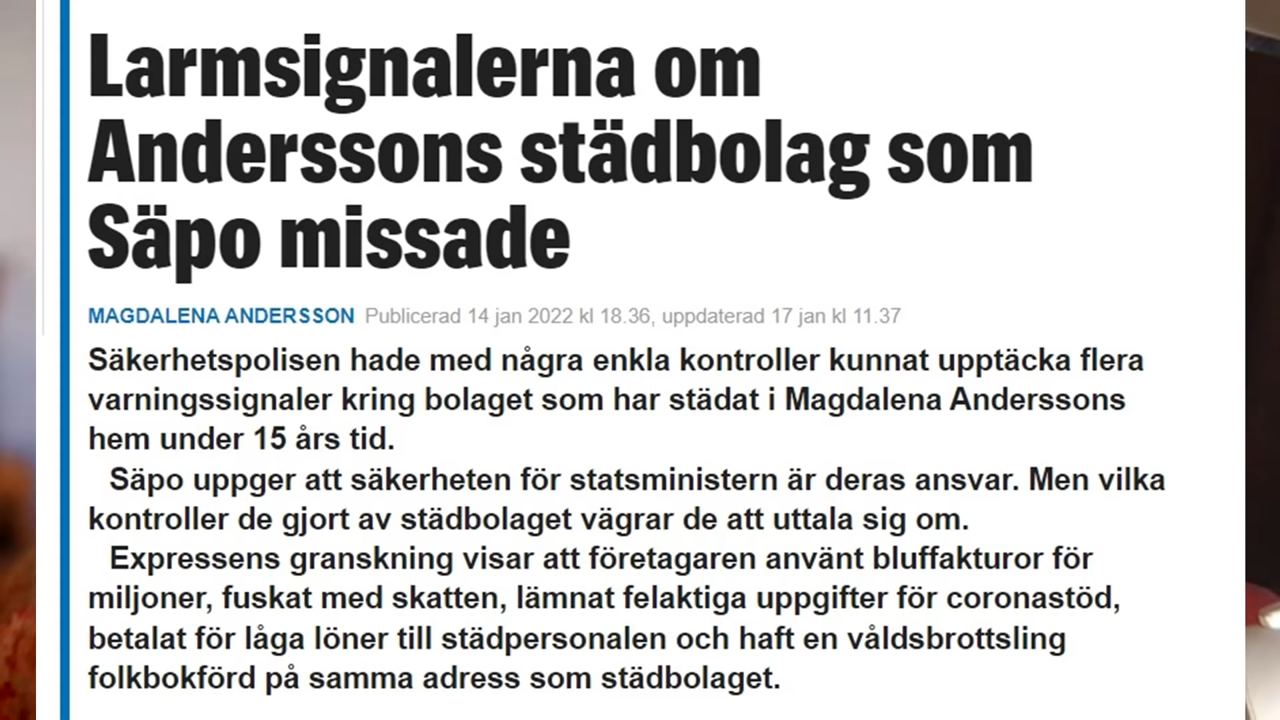 Larmsignalerna om
Anderssons städbolag som
Säpo missade
MAGDALENA ANDERSSON Publicerad 14 jan 2022 kl 18.36, uppdaterad 17 jan kl 11.37
Säkerhetspolisen hade med några enkla kontroller kunnat upptäcka flera
varningssignaler kring bolaget som har städat i Magdalena Anderssons
hem under 15 års tid.
Säpo uppger att säkerheten för statsministern är deras ansvar. Men vilka
kontroller de gjort av städbolaget vägrar de att uttala sig om.
Expressens granskning visar att företagaren använt bluffakturor för
miljoner, fuskat med skatten, lämnat felaktiga uppgifter för coronastöd,
betalat för låga löner till städpersonalen och haft en våldsbrottsling
folkbokförd på samma adress som städbolaget.